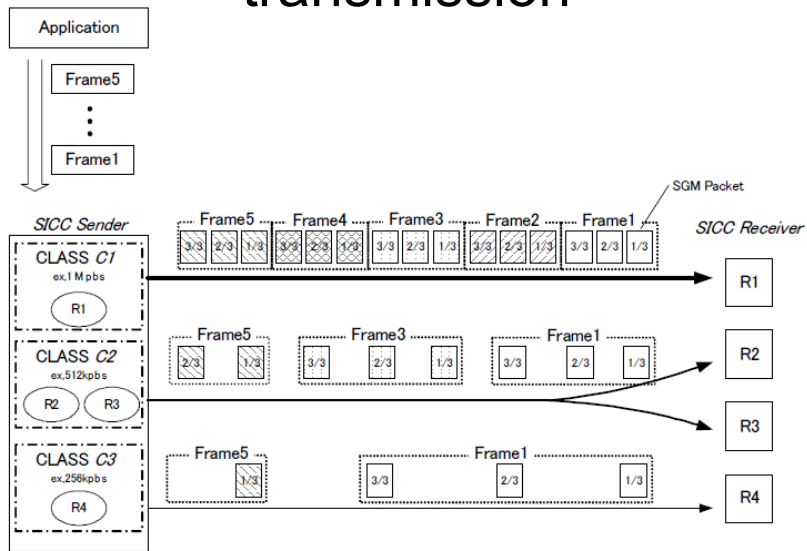 transmission
Application
Frame5
Frame1
SGM Packet
SICC Sender
Frame5 Frame4 Frame3 Frame2 Frame1
SICC Receiver
3/3 2/3 1/3 3/3 2/3 1/3 3/3 2/3 1/3 3/3 2/3 1/3 3/3 2/3 1/3
CLASS C1
ex,1 Mpbs
R1
R1
Frame5 Frame3 Frame1
2/3 1/3 3/3 2/3 1/3 3/3 2/3 1/3
R2
CLASS C2
ex,512kpbs
R2 R3
R3
Frame5 Frame1
1/3 3/3 2/3 1/3
CLASS C3
ex,256kpbs
R4
R4